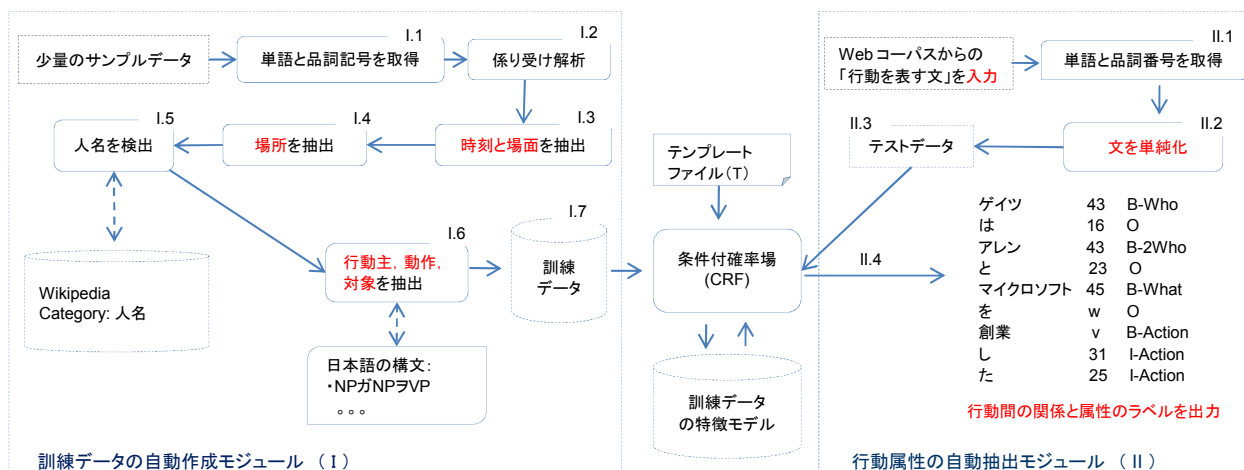 少量のサンプルデータ
I.1
単語と品詞記号を取得
I.2
係り受け解析
I.3
時刻と場面を抽出
I.4
場所を抽出
I.5
人名を検出
Wikipedia
Category: 人名
I.6
行動主，動作，
対象を抽出
日本語の構文：
・NPガNPヲVP
。。。
I.7
訓練
データ
訓練データの自動作成モジュール （Ⅰ）
テンプレート
ファイル（T）
条件付確率場
(CRF)
訓練データ
の特徴モデル
Webコーパスからの
「行動を表す文」を入力
II.1
単語と品詞番号を取得
II.2
文を単純化
II.3
テストデータ
II.4
ゲイツ 43 B-Who
は 16 O
アレン 43 B-2Who
と 23 O
マイクロソフト 45 B-What
を w O
創業 v B-Action
し 31 I-Action
た 25 I-Action
行動間の関係と属性のラベルを出力
行動属性の自動抽出モジュール （Ⅱ）